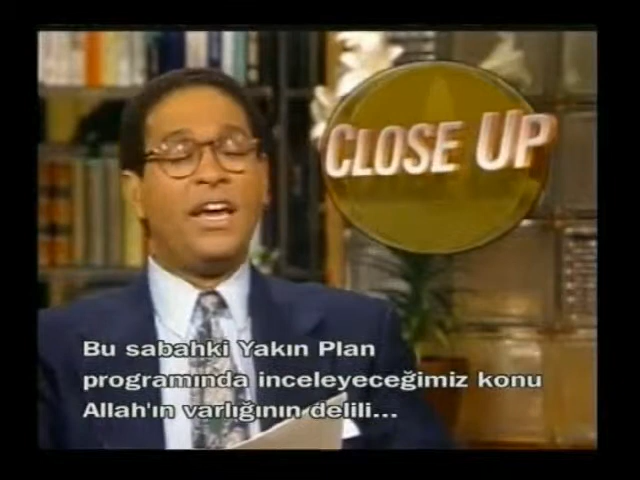 CLOSE UP
Bu sabahki Yakın Plan
programında inceleyeceğimiz konu
Allah'ın varlığının delili...